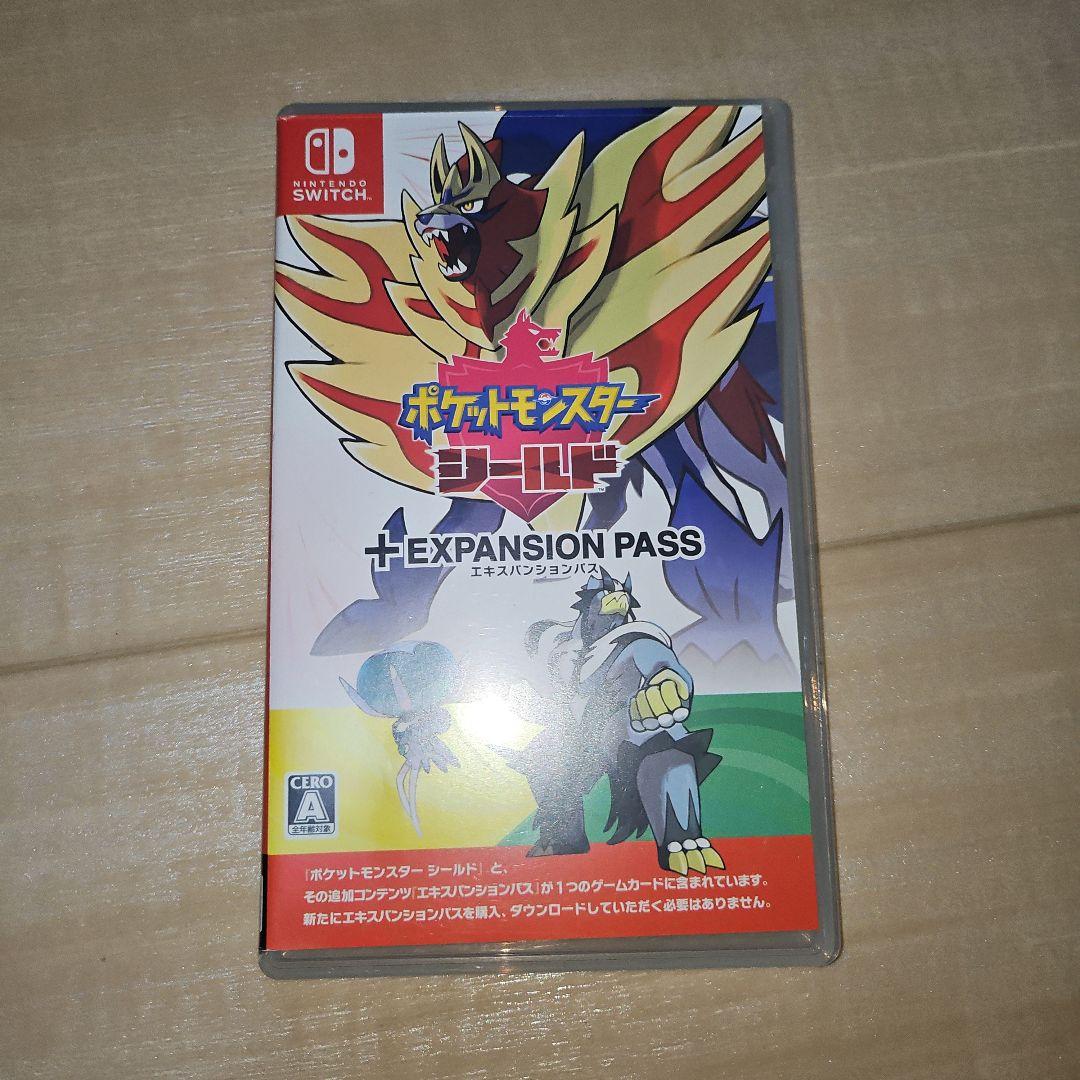 NINTENDO
SWITCH™
ポケットモンスター
シールド™
+EXPANSION PASS
エキスパンションパス
CERO
A
全年齢対象
『ポケットモンスター シールド』と、
その追加コンテンツ『エキスパンションパス』が1つのゲームカードに含まれています。
新たにエキスパンションパスを購入、ダウンロードしていただく必要はありません。